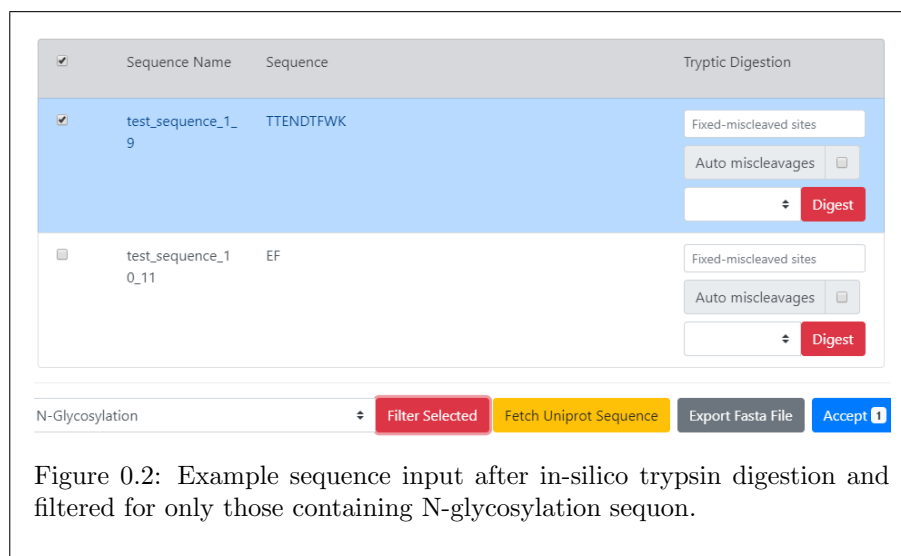 Sequence Name Sequence Tryptic Digestion
test_sequence_1_ TTENDTFWK Fixed-miscleaved sites
9
Auto miscleavages
Digest
test_sequence_1 EF Fixed-miscleaved sites
0_11
Auto miscleavages
Digest
N-Glycosylation Filter Selected Fetch Uniprot Sequence Export Fasta File Accept 1
Figure 0.2: Example sequence input after in-silico trypsin digestion and
filtered for only those containing N-glycosylation sequon.